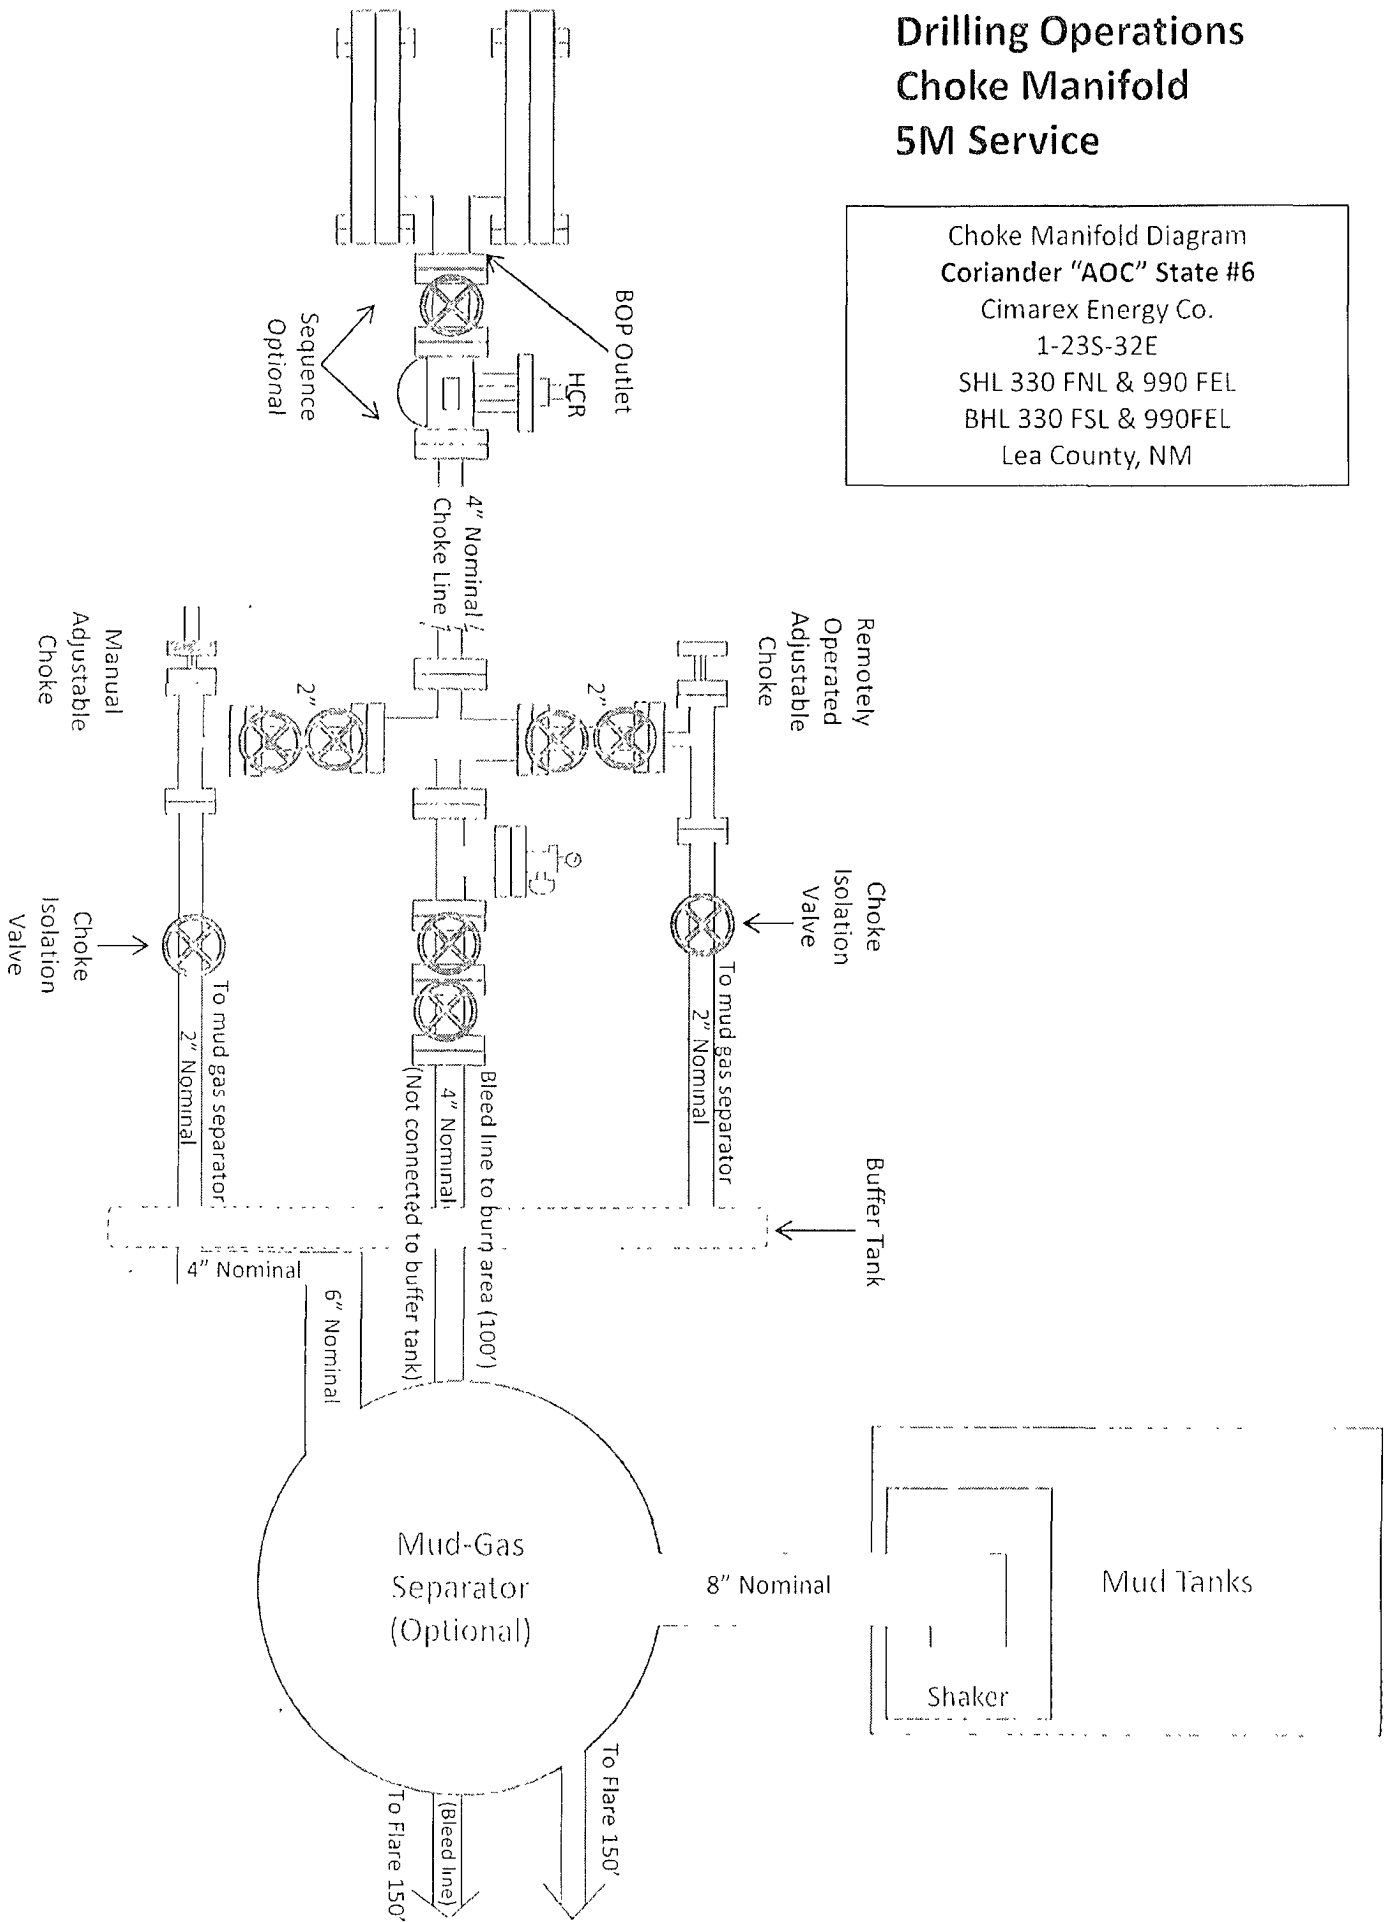 Drilling Operations
Choke Manifold
5M Service
Choke Manifold Diagram
Coriander "AOC" State #6
Cimarex Energy Co.
1-23S-32E
SHL 330 FNL & 990 FEL
BHL 330 FSL & 990FEL
Lea County, NM
BOP Outlet
HCR
Sequence
Optional
4" Nominal
Choke Line
Remotely
Operated
Adjustable
Choke
Manual
Adjustable
Choke
2"
2"
Choke
Isolation
Valve
Choke
Isolation
Valve
To mud gas separator
2" Nominal
To mud gas separator
2" Nominal
Bleed line to burn area (100')
4" Nominal
(Not connected to buffer tank)
Buffer Tank
4" Nominal
6" Nominal
Mud-Gas
Separator
(Optional)
8" Nominal
Mud Tanks
Shaker
To Flare 150'
(Bleed line)
To Flare 150'